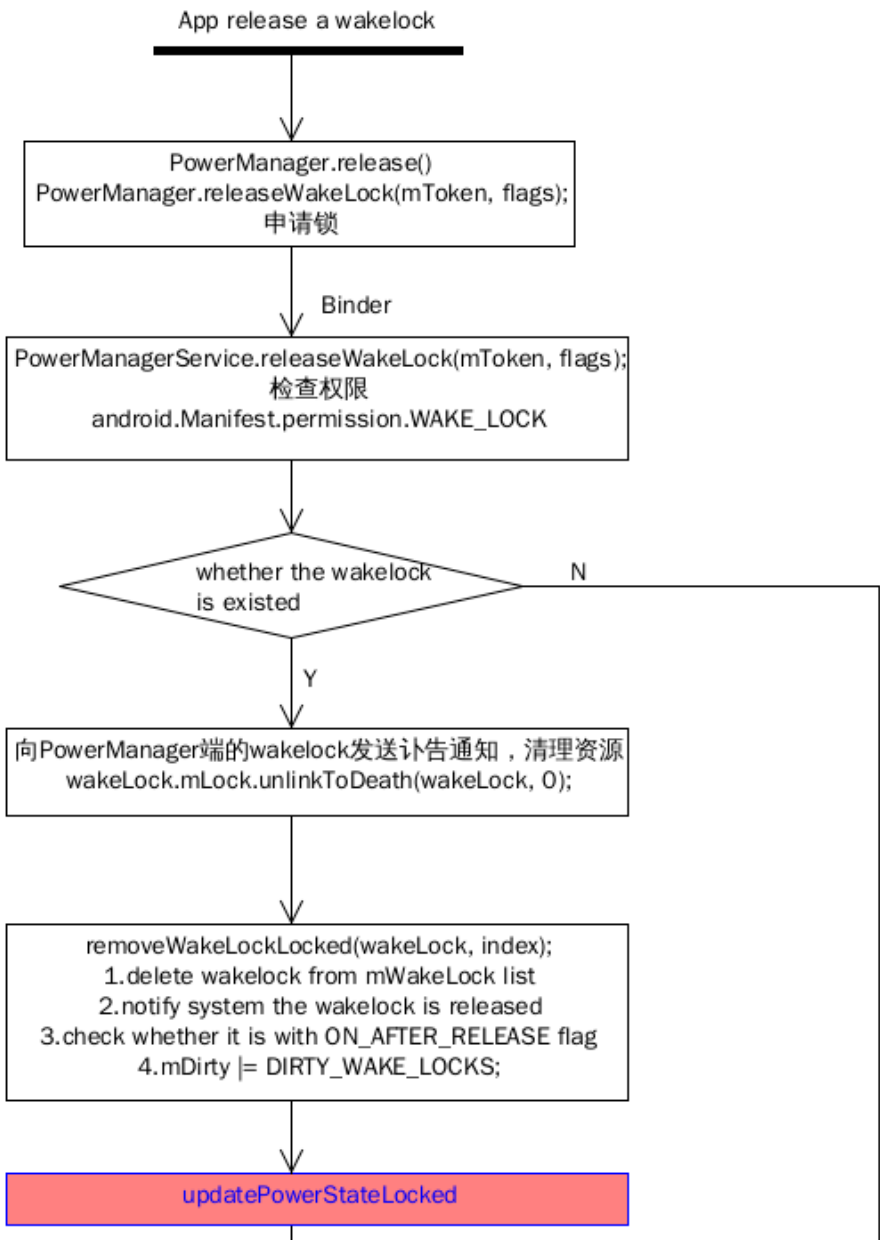 App release a wakelock
PowerManager.release()
PowerManager.releaseWakeLock(mToken, flags);
申请锁
Binder
PowerManagerService.releaseWakeLock(mToken, flags);
检查权限
android.Manifest.permission.WAKE_LOCK
whether the wakelock
is existed
N
Y
向PowerManager端的wakelock发送讣告通知，清理资源
wakeLock.mLock.unlinkToDeath(wakeLock, 0);
removeWakeLockLocked(wakeLock, index);
1.delete wakelock from mWakeLock list
2.notify system the wakelock is released
3.check whether it is with ON_AFTER_RELEASE flag
4.mDirty |= DIRTY_WAKE_LOCKS;
updatePowerStateLocked